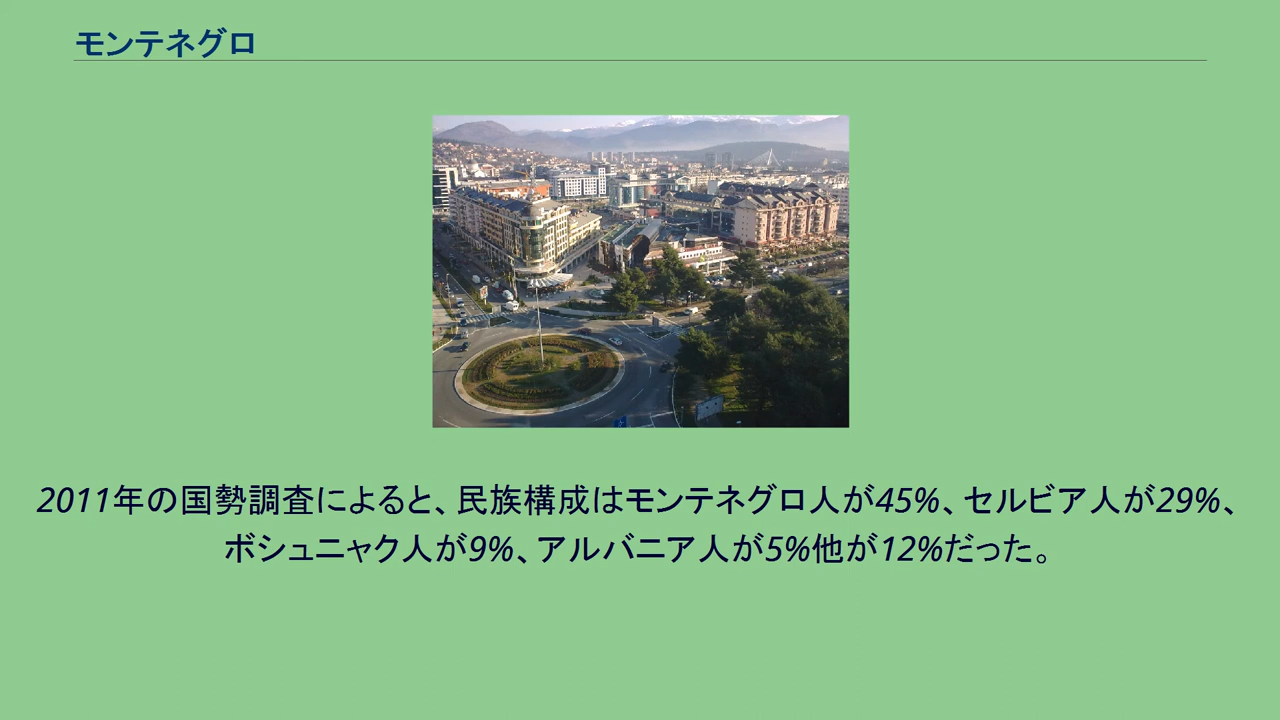 モンテネグロ
2011年の国勢調査によると、民族構成はモンテネグロ人が45%、セルビア人が29%、
ボシュニャク人が9%、アルバニア人が5%他が12%だった。